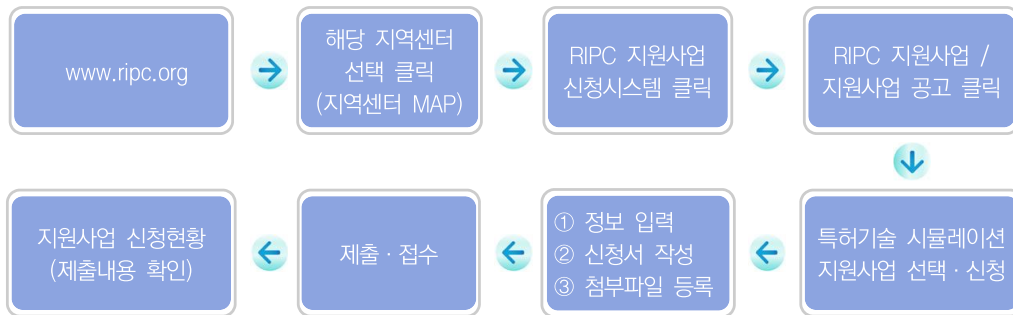 www.ripc.org
해당 지역센터
선택 클릭
(지역센터 MAP)
RIPC 지원사업
신청시스템 클릭
RIPC 지원사업 /
지원사업 공고 클릭
특허기술 시뮬레이션
지원사업 선택·신청
① 정보 입력
② 신청서 작성
③ 첨부파일 등록
제출·접수
지원사업 신청현황
(제출내용 확인)